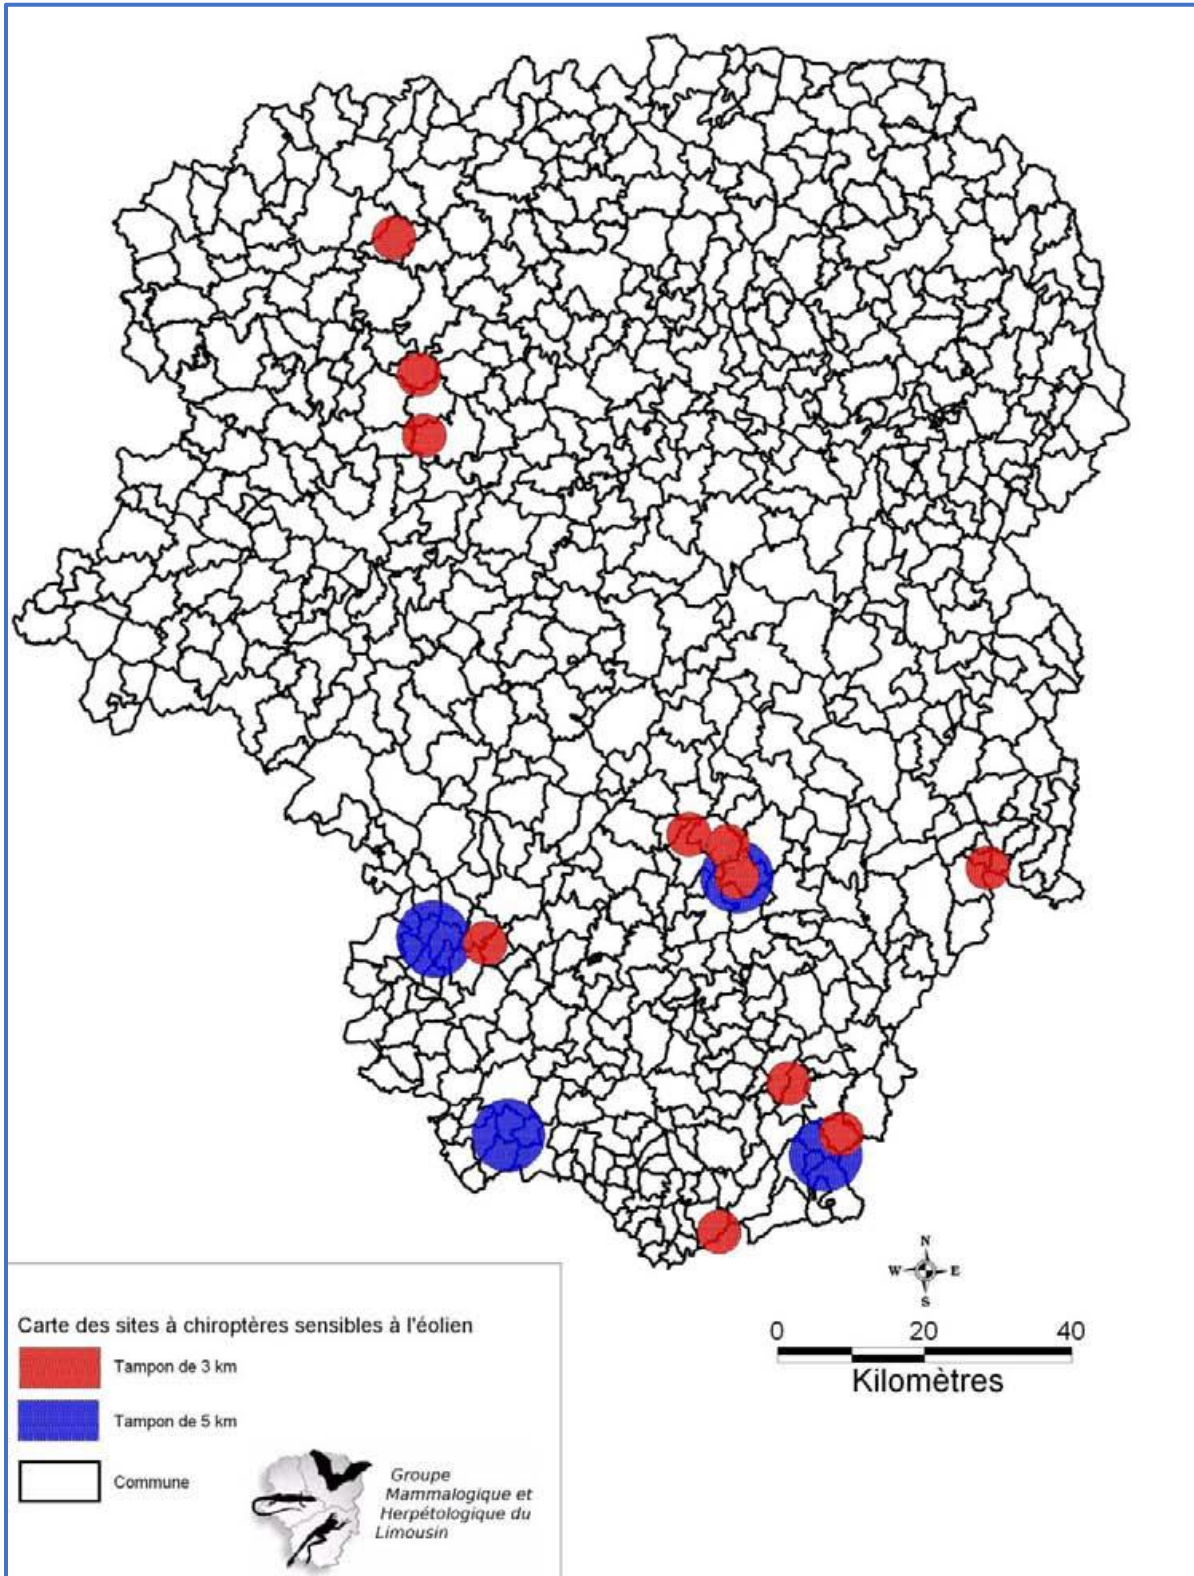 N
W E
S
0 20 40
Kilomètres
Carte des sites à chiroptères sensibles à l'éolien
Tampon de 3 km
Tampon de 5 km
Commune
Groupe
Mammalogique et
Herpétologique du
Limousin